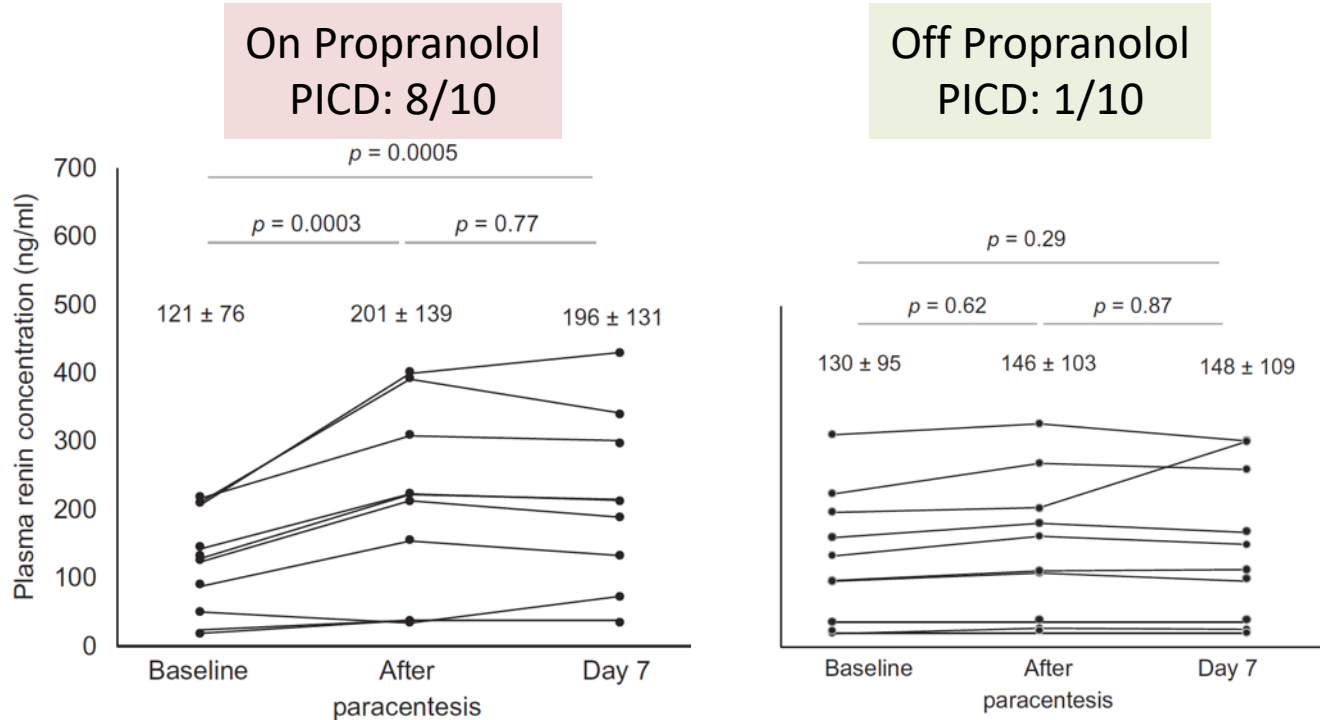 On Propranolol
PICD: 8/10
Off Propranolol
PICD: 1/10
Plasma renin concentration (ng/ml)
700
600
500
400
300
200
100
0
p = 0.0005
p = 0.0003
p = 0.77
121 ± 76
201 ± 139
196 ± 131
Baseline
After
Day 7
paracentesis
p = 0.29
p = 0.62
p = 0.87
130 ± 95
146 ± 103
148 ± 109
Baseline
After
Day 7
paracentesis